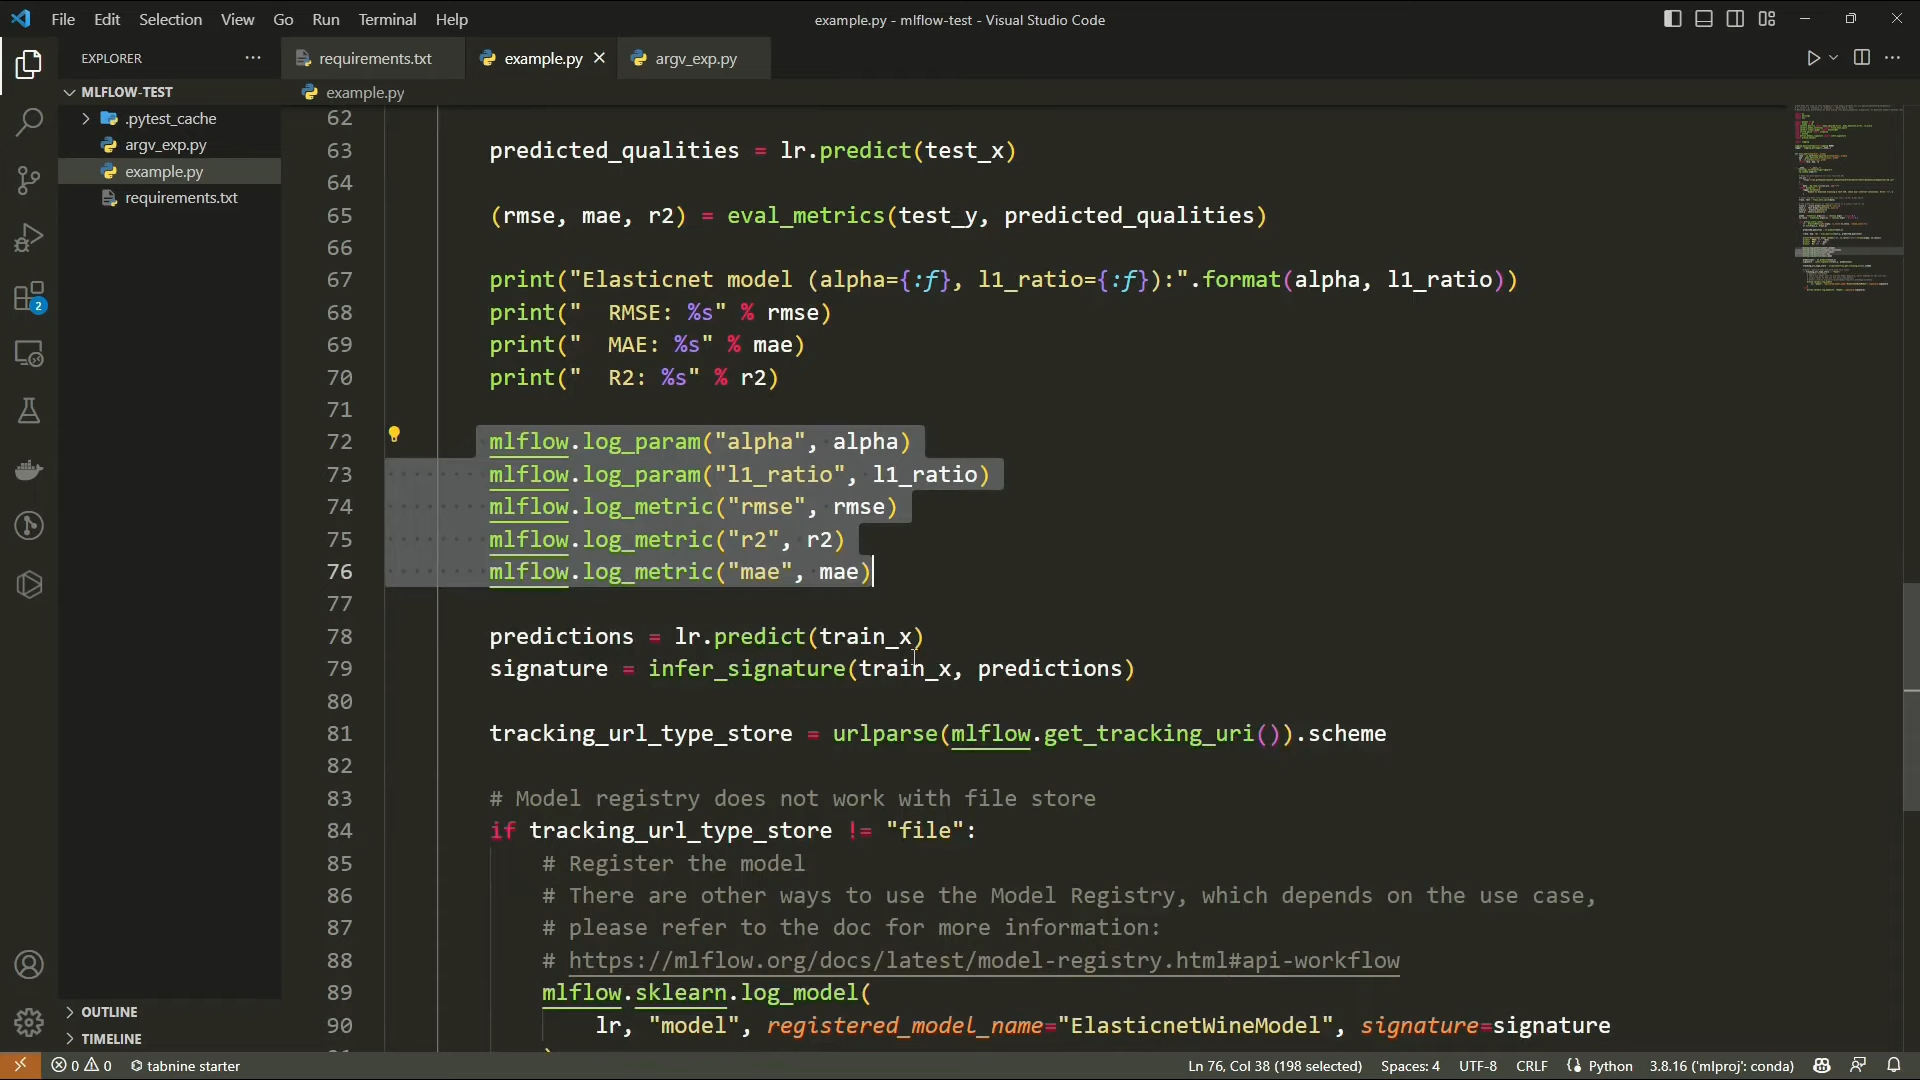 File Edit Selection View Go Run Terminal Help
example.py - mlflow-test - Visual Studio Code
EXPLORER
requirements.txt
example.py
argv_exp.py
MLFLOW-TEST
example.py
.pytest_cache
argv_exp.py
example.py
requirements.txt
2
62
63 predicted_qualities = lr.predict(test_x)
64
65 (rmse, mae, r2) = eval_metrics(test_y, predicted_qualities)
66
67 print("Elasticnet model (alpha={:f}, l1_ratio={:f}):".format(alpha, l1_ratio))
68 print("  RMSE: %s" % rmse)
69 print("  MAE: %s" % mae)
70 print("  R2: %s" % r2)
71
72 mlflow.log_param("alpha", alpha)
73 mlflow.log_param("l1_ratio", l1_ratio)
74 mlflow.log_metric("rmse", rmse)
75 mlflow.log_metric("r2", r2)
76 mlflow.log_metric("mae", mae)
77
78 predictions = lr.predict(train_x)
79 signature = infer_signature(train_x, predictions)
80
81 tracking_url_type_store = urlparse(mlflow.get_tracking_uri()).scheme
82
83 # Model registry does not work with file store
84 if tracking_url_type_store != "file":
85 # Register the model
86 # There are other ways to use the Model Registry, which depends on the use case,
87 # please refer to the doc for more information:
88 # https://mlflow.org/docs/latest/model-registry.html#api-workflow
89 mlflow.sklearn.log_model(
90 lr, "model", registered_model_name="ElasticnetWineModel", signature=signature
OUTLINE
TIMELINE
0 0 tabnine starter
Ln 76, Col 38 (198 selected) Spaces: 4 UTF-8 CRLF Python 3.8.16 ('mlproj': conda)